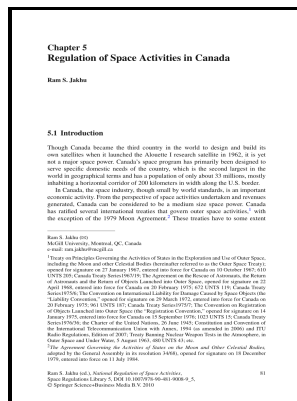 Chapter 5
Regulation of Space Activities in Canada
Ram S. Jakhu
5.1 Introduction
Though Canada became the third country in the world to design and build its
own satellites when it launched the Alouette I research satellite in 1962, it is yet
not a major space power. Canada's space program has primarily been designed to
serve specific domestic needs of the country, which is the second largest in the
world in geographical terms and has a population of only about 33 millions, mostly
inhabiting a horizontal corridor of 200 kilometers in width along the U.S. border.
In Canada, the space industry, though small by world standards, is an important
economic activity. From the perspective of space activities undertaken and revenues
generated, Canada can be considered to be a medium size space power. Canada
has ratified several international treaties that govern outer space activities,¹ with
the exception of the 1979 Moon Agreement.² These treaties have to some extent
Ram S. Jakhu (✉)
McGill University, Montreal, QC, Canada
e-mail: ram.jakhu@mcgill.ca
¹Treaty on Principles Governing the Activities of States in the Exploration and Use of Outer Space,
including the Moon and other Celestial Bodies (hereinafter referred to as the Outer Space Treaty),
opened for signature on 27 January 1967, entered into force for Canada on 10 October 1967; 610
UNTS 205; Canada Treaty Series1967/19; The Agreement on the Rescue of Astronauts, the Return
of Astronauts and the Return of Objects Launched into Outer Space, opened for signature on 22
April 1968, entered into force for Canada on 20 February 1975; 672 UNTS 119; Canada Treaty
Series1975/6; The Convention on International Liability for Damage Caused by Space Objects (the
"Liability Convention," opened for signature on 29 March 1972, entered into force for Canada on
20 February 1975; 961 UNTS 187; Canada Treaty Series1975/7; The Convention on Registration
of Objects Launched into Outer Space (the "Registration Convention," opened for signature on 14
January 1975, entered into force for Canada on 15 September 1976; 1023 UNTS 15; Canada Treaty
Series1976/36; the Charter of the United Nations, 26 June 1945; Constitution and Convention of
the International Telecommunication Union with Annex, 1994 (as amended in 2006) and ITU
Radio Regulations, Edition of 2007; Treaty Banning Nuclear Weapon Tests in the Atmosphere, in
Outer Space and Under Water, 5 August 1963, 480 UNTS 43; etc.
²The Agreement Governing the Activities of States on the Moon and Other Celestial Bodies,
adopted by the General Assembly in its resolution 34/68), opened for signature on 18 December
1979, entered into force on 11 July 1984.
Ram S. Jakhu (ed.), National Regulation of Space Activities, 81
Space Regulations Library 5, DOI 10.1007/978-90-481-9008-9_5,
© Springer Science+Business Media B.V. 2010